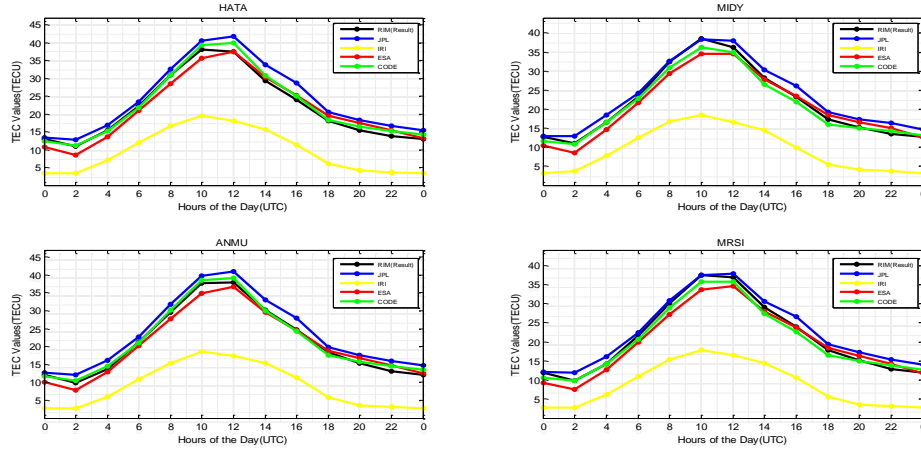 HATA
TEC Values(TECU)
45
40
35
30
25
20
15
10
5
0 2 4 6 8 10 12 14 16 18 20 22 0
Hours of the Day(UTC)
RIM(Result)
JPL
IRI
ESA
CODE
MIDY
TEC Values(TECU)
40
35
30
25
20
15
10
5
0 2 4 6 8 10 12 14 16 18 20 22 0
Hours of the Day(UTC)
RIM(Result)
JPL
IRI
ESA
CODE
ANMU
TEC Values(TECU)
45
40
35
30
25
20
15
10
5
0 2 4 6 8 10 12 14 16 18 20 22 0
Hours of the Day(UTC)
RIM(Result)
JPL
IRI
ESA
CODE
MRSI
TEC Values(TECU)
40
35
30
25
20
15
10
5
0 2 4 6 8 10 12 14 16 18 20 22 0
Hours of the Day(UTC)
RIM(Result)
JPL
IRI
ESA
CODE